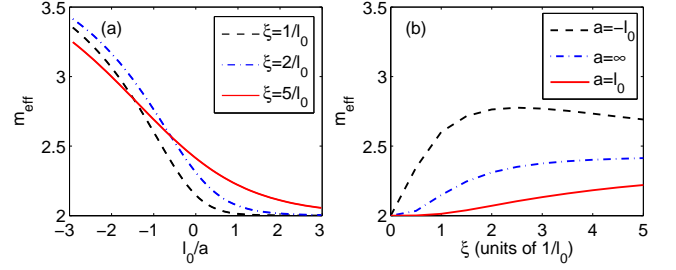 3.5
3
2.5
2
m_eff
(a)
ξ=1/l_0
ξ=2/l_0
ξ=5/l_0
−3 −2 −1 0 1 2 3
l_0/a
3.5
3
2.5
2
m_eff
(b)
a=−l_0
a=∞
a=l_0
0 1 2 3 4 5
ξ (units of 1/l_0)